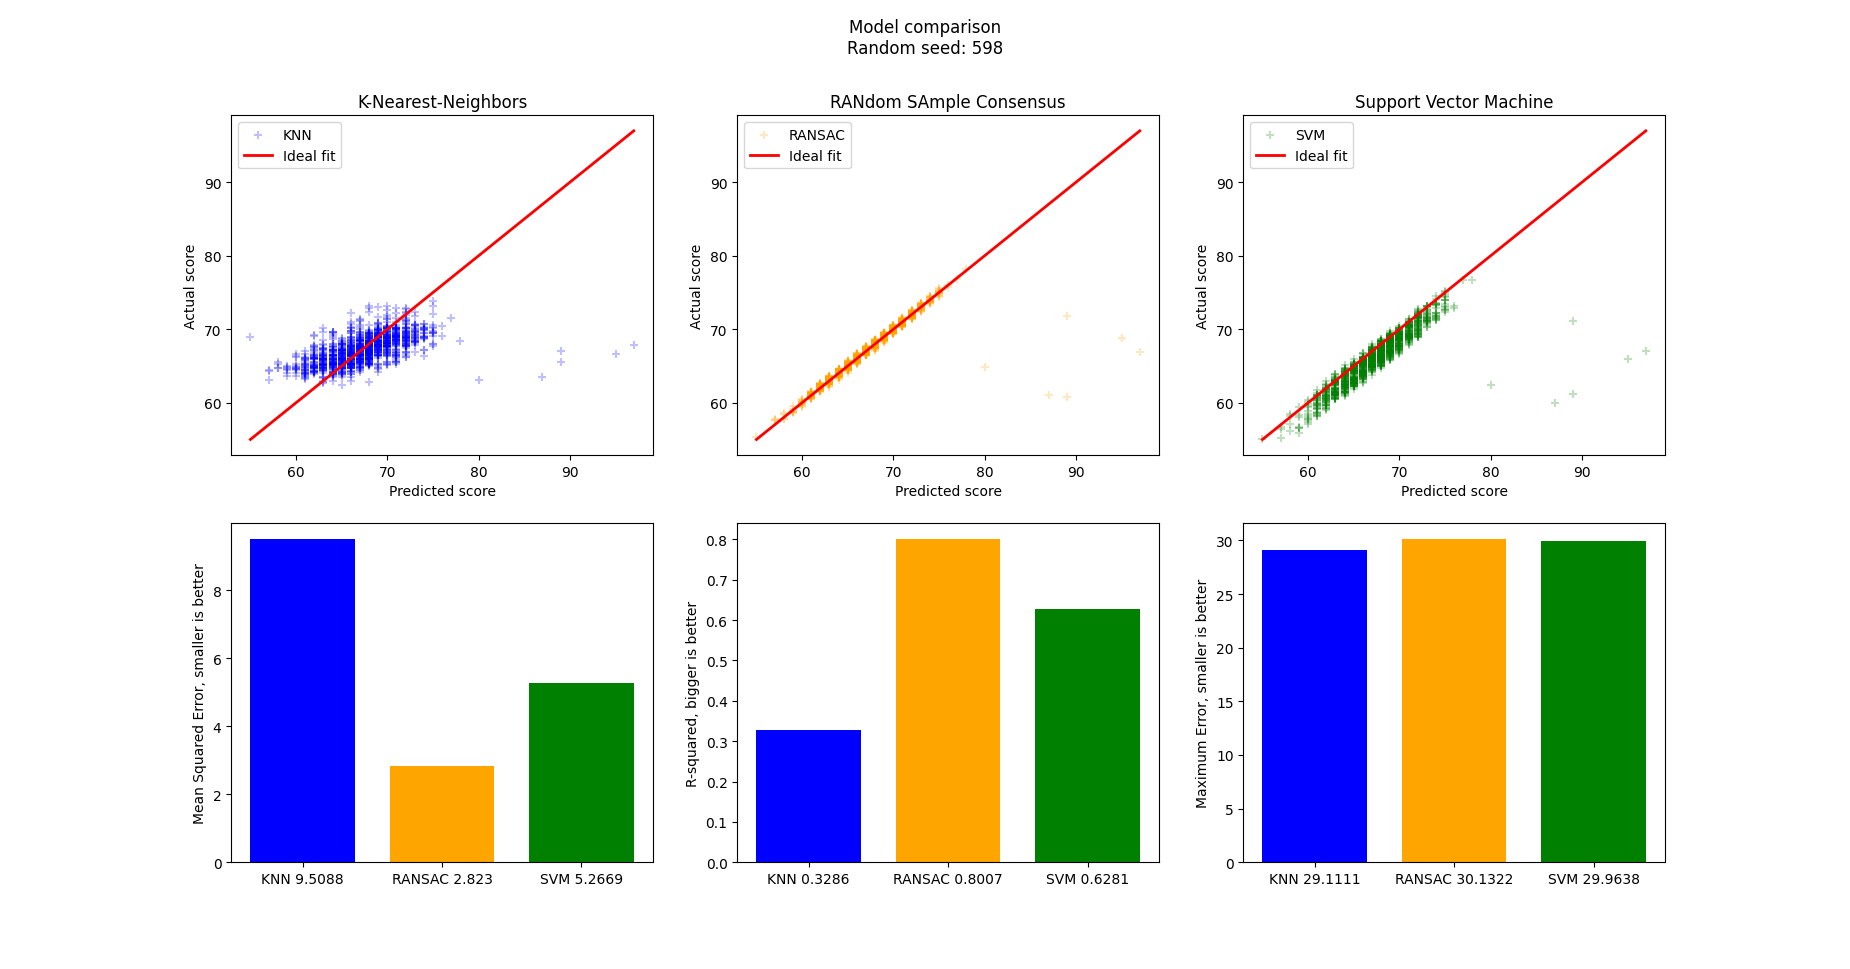 Model comparison
Random seed: 598
K-Nearest-Neighbors
KNN
Ideal fit
Actual score
90
80
70
60
60 70 80 90
Predicted score
RANdom SAmple Consensus
RANSAC
Ideal fit
Actual score
90
80
70
60
60 70 80 90
Predicted score
Support Vector Machine
SVM
Ideal fit
Actual score
90
80
70
60
60 70 80 90
Predicted score
Mean Squared Error, smaller is better
8
6
4
2
0
KNN 9.5088 RANSAC 2.823 SVM 5.2669
R-squared, bigger is better
0.8
0.7
0.6
0.5
0.4
0.3
0.2
0.1
0.0
KNN 0.3286 RANSAC 0.8007 SVM 0.6281
Maximum Error, smaller is better
30
25
20
15
10
5
0
KNN 29.1111 RANSAC 30.1322 SVM 29.9638